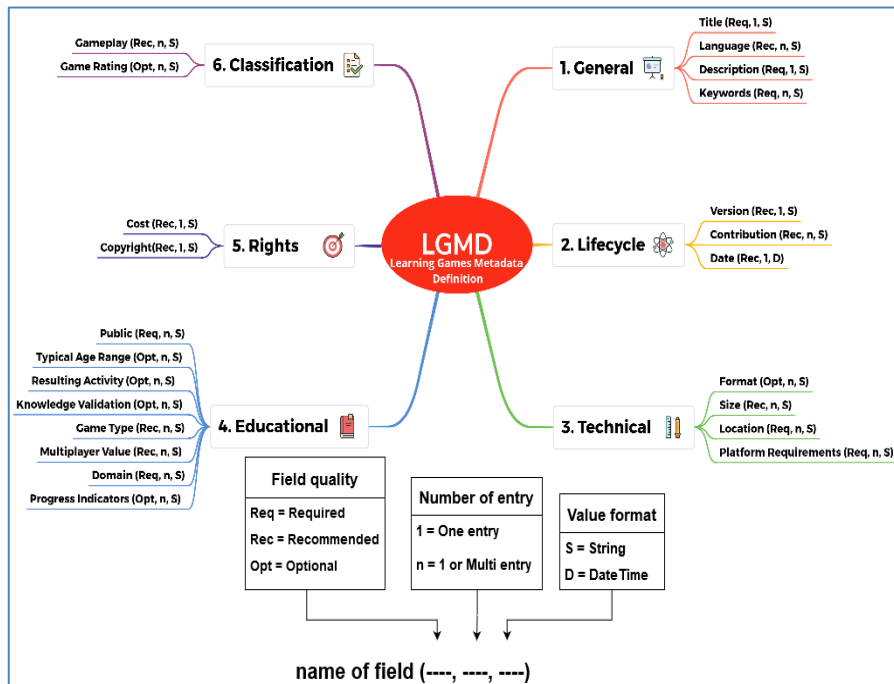 LGMD
Learning Games Metadata
Definition
1. General
Title (Req, 1, S)
Language (Rec, n, S)
Description (Req, 1, S)
Keywords (Req, n, S)
2. Lifecycle
Version (Rec, 1, S)
Contribution (Rec, n, S)
Date (Rec, 1, D)
3. Technical
Format (Opt, n, S)
Size (Rec, n, S)
Location (Req, n, S)
Platform Requirements (Req, n, S)
4. Educational
Public (Req, n, S)
Typical Age Range (Opt, n, S)
Resulting Activity (Opt, n, S)
Knowledge Validation (Opt, n, S)
Game Type (Rec, n, S)
Multiplayer Value (Rec, n, S)
Domain (Req, n, S)
Progress Indicators (Opt, n, S)
5. Rights
Cost (Rec, 1, S)
Copyright(Rec, 1, S)
6. Classification
Gameplay (Rec, n, S)
Game Rating (Opt, n, S)
Field quality
Req = Required
Rec = Recommended
Opt = Optional
Number of entry
1 = One entry
n = 1 or Multi entry
Value format
S = String
D = DateTime
name of field (----, ----, ----)